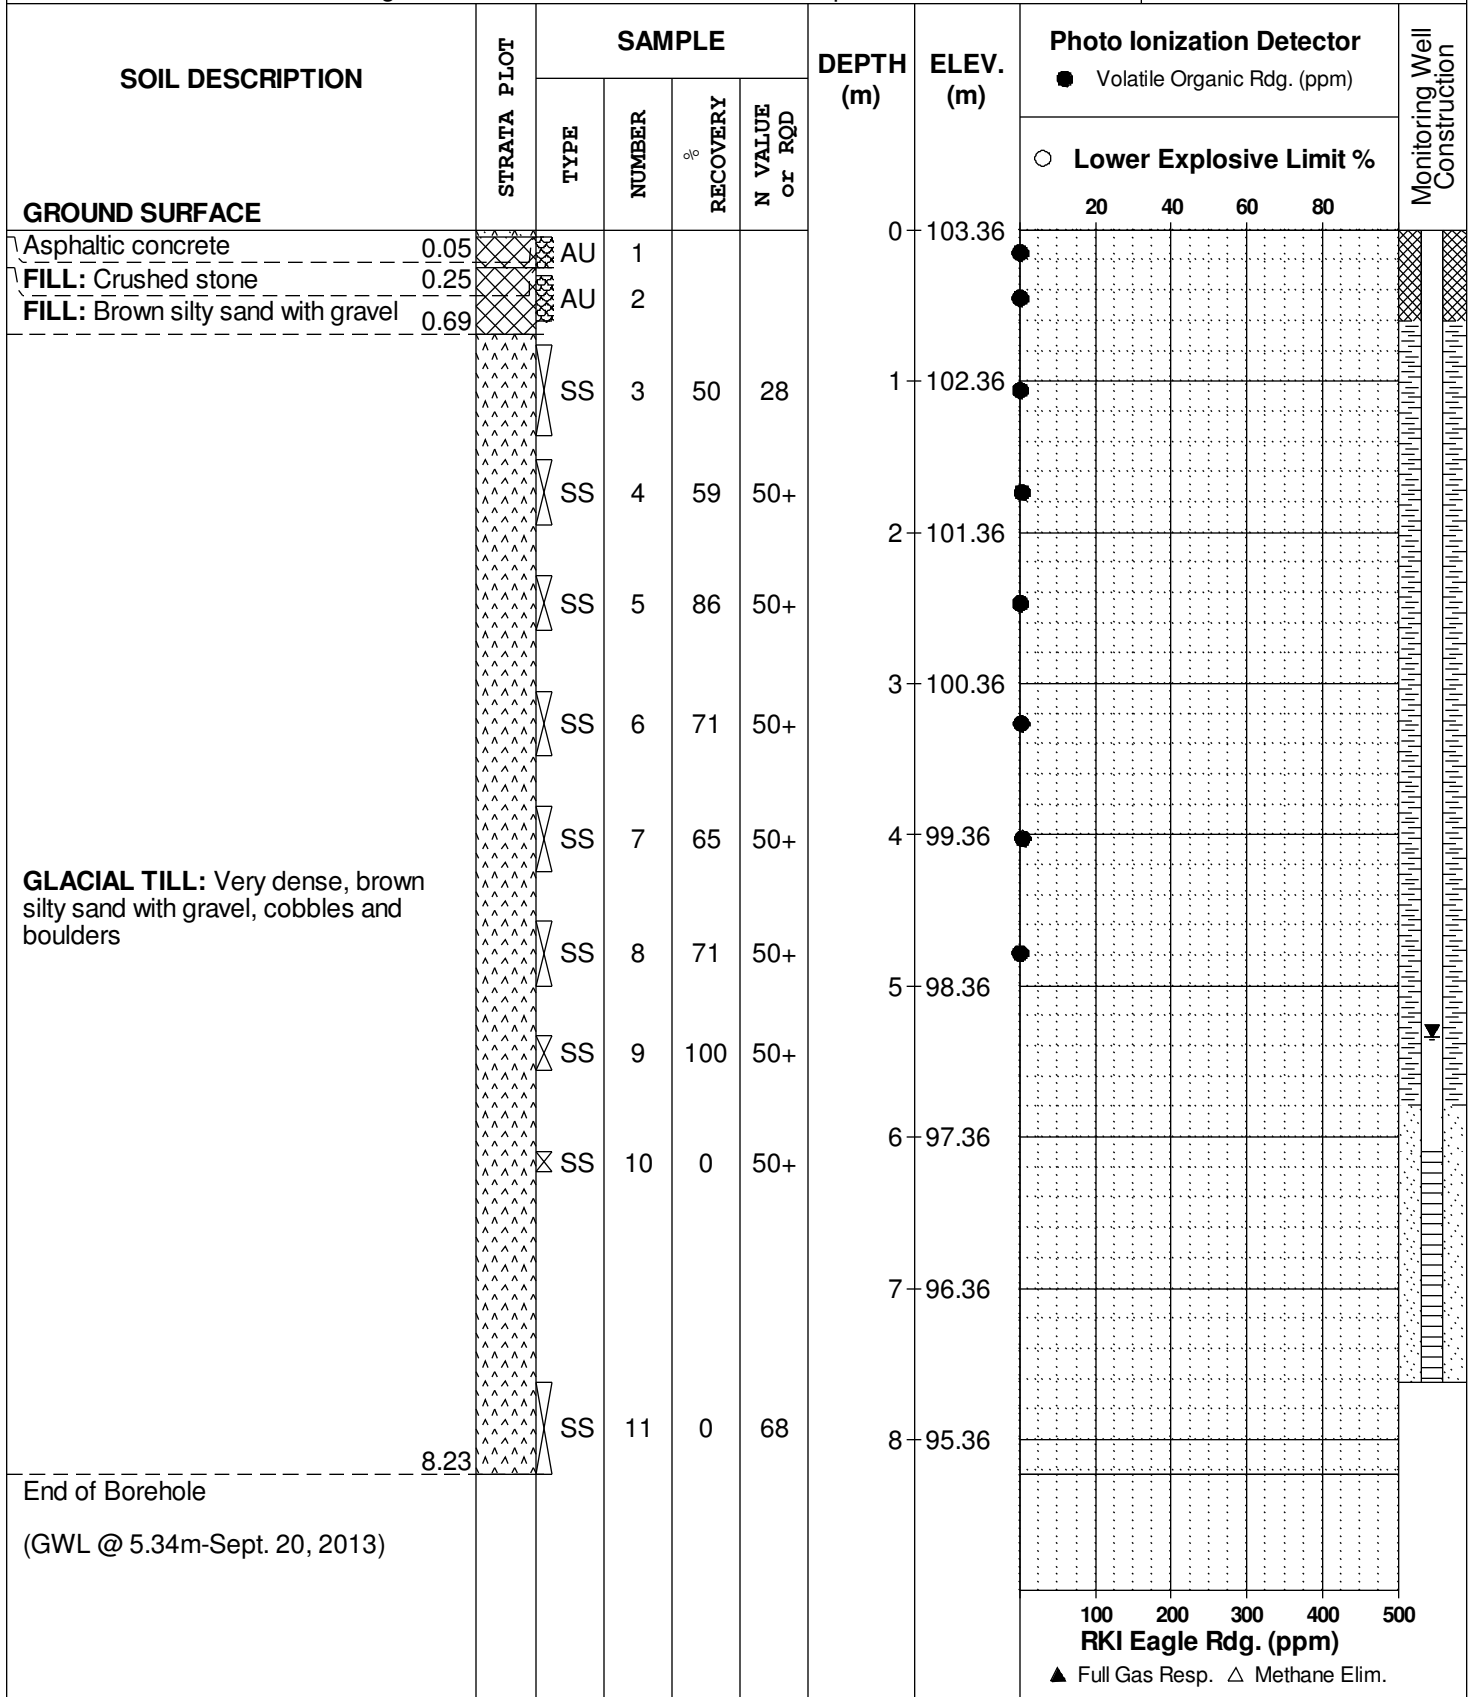 SOIL DESCRIPTION
GROUND SURFACE
STRATA PLOT
SAMPLE
TYPE
NUMBER
% RECOVERY
N VALUE or RQD
DEPTH (m)
ELEV. (m)
Photo Ionization Detector
● Volatile Organic Rdg. (ppm)
○ Lower Explosive Limit %
20 40 60 80
Monitoring Well Construction
0 103.36
Asphaltic concrete 0.05 AU 1
FILL: Crushed stone 0.25
AU 2
FILL: Brown silty sand with gravel 0.69
1 102.36
SS 3 50 28
SS 4 59 50+
2 101.36
SS 5 86 50+
3 100.36
SS 6 71 50+
4 99.36
SS 7 65 50+
GLACIAL TILL: Very dense, brown
silty sand with gravel, cobbles and
boulders
SS 8 71 50+
5 98.36
SS 9 100 50+
6 97.36
SS 10 0 50+
7 96.36
SS 11 0 68
8 95.36
8.23
End of Borehole
(GWL @ 5.34m-Sept. 20, 2013)
100 200 300 400 500
RKI Eagle Rdg. (ppm)
▲ Full Gas Resp. △ Methane Elim.